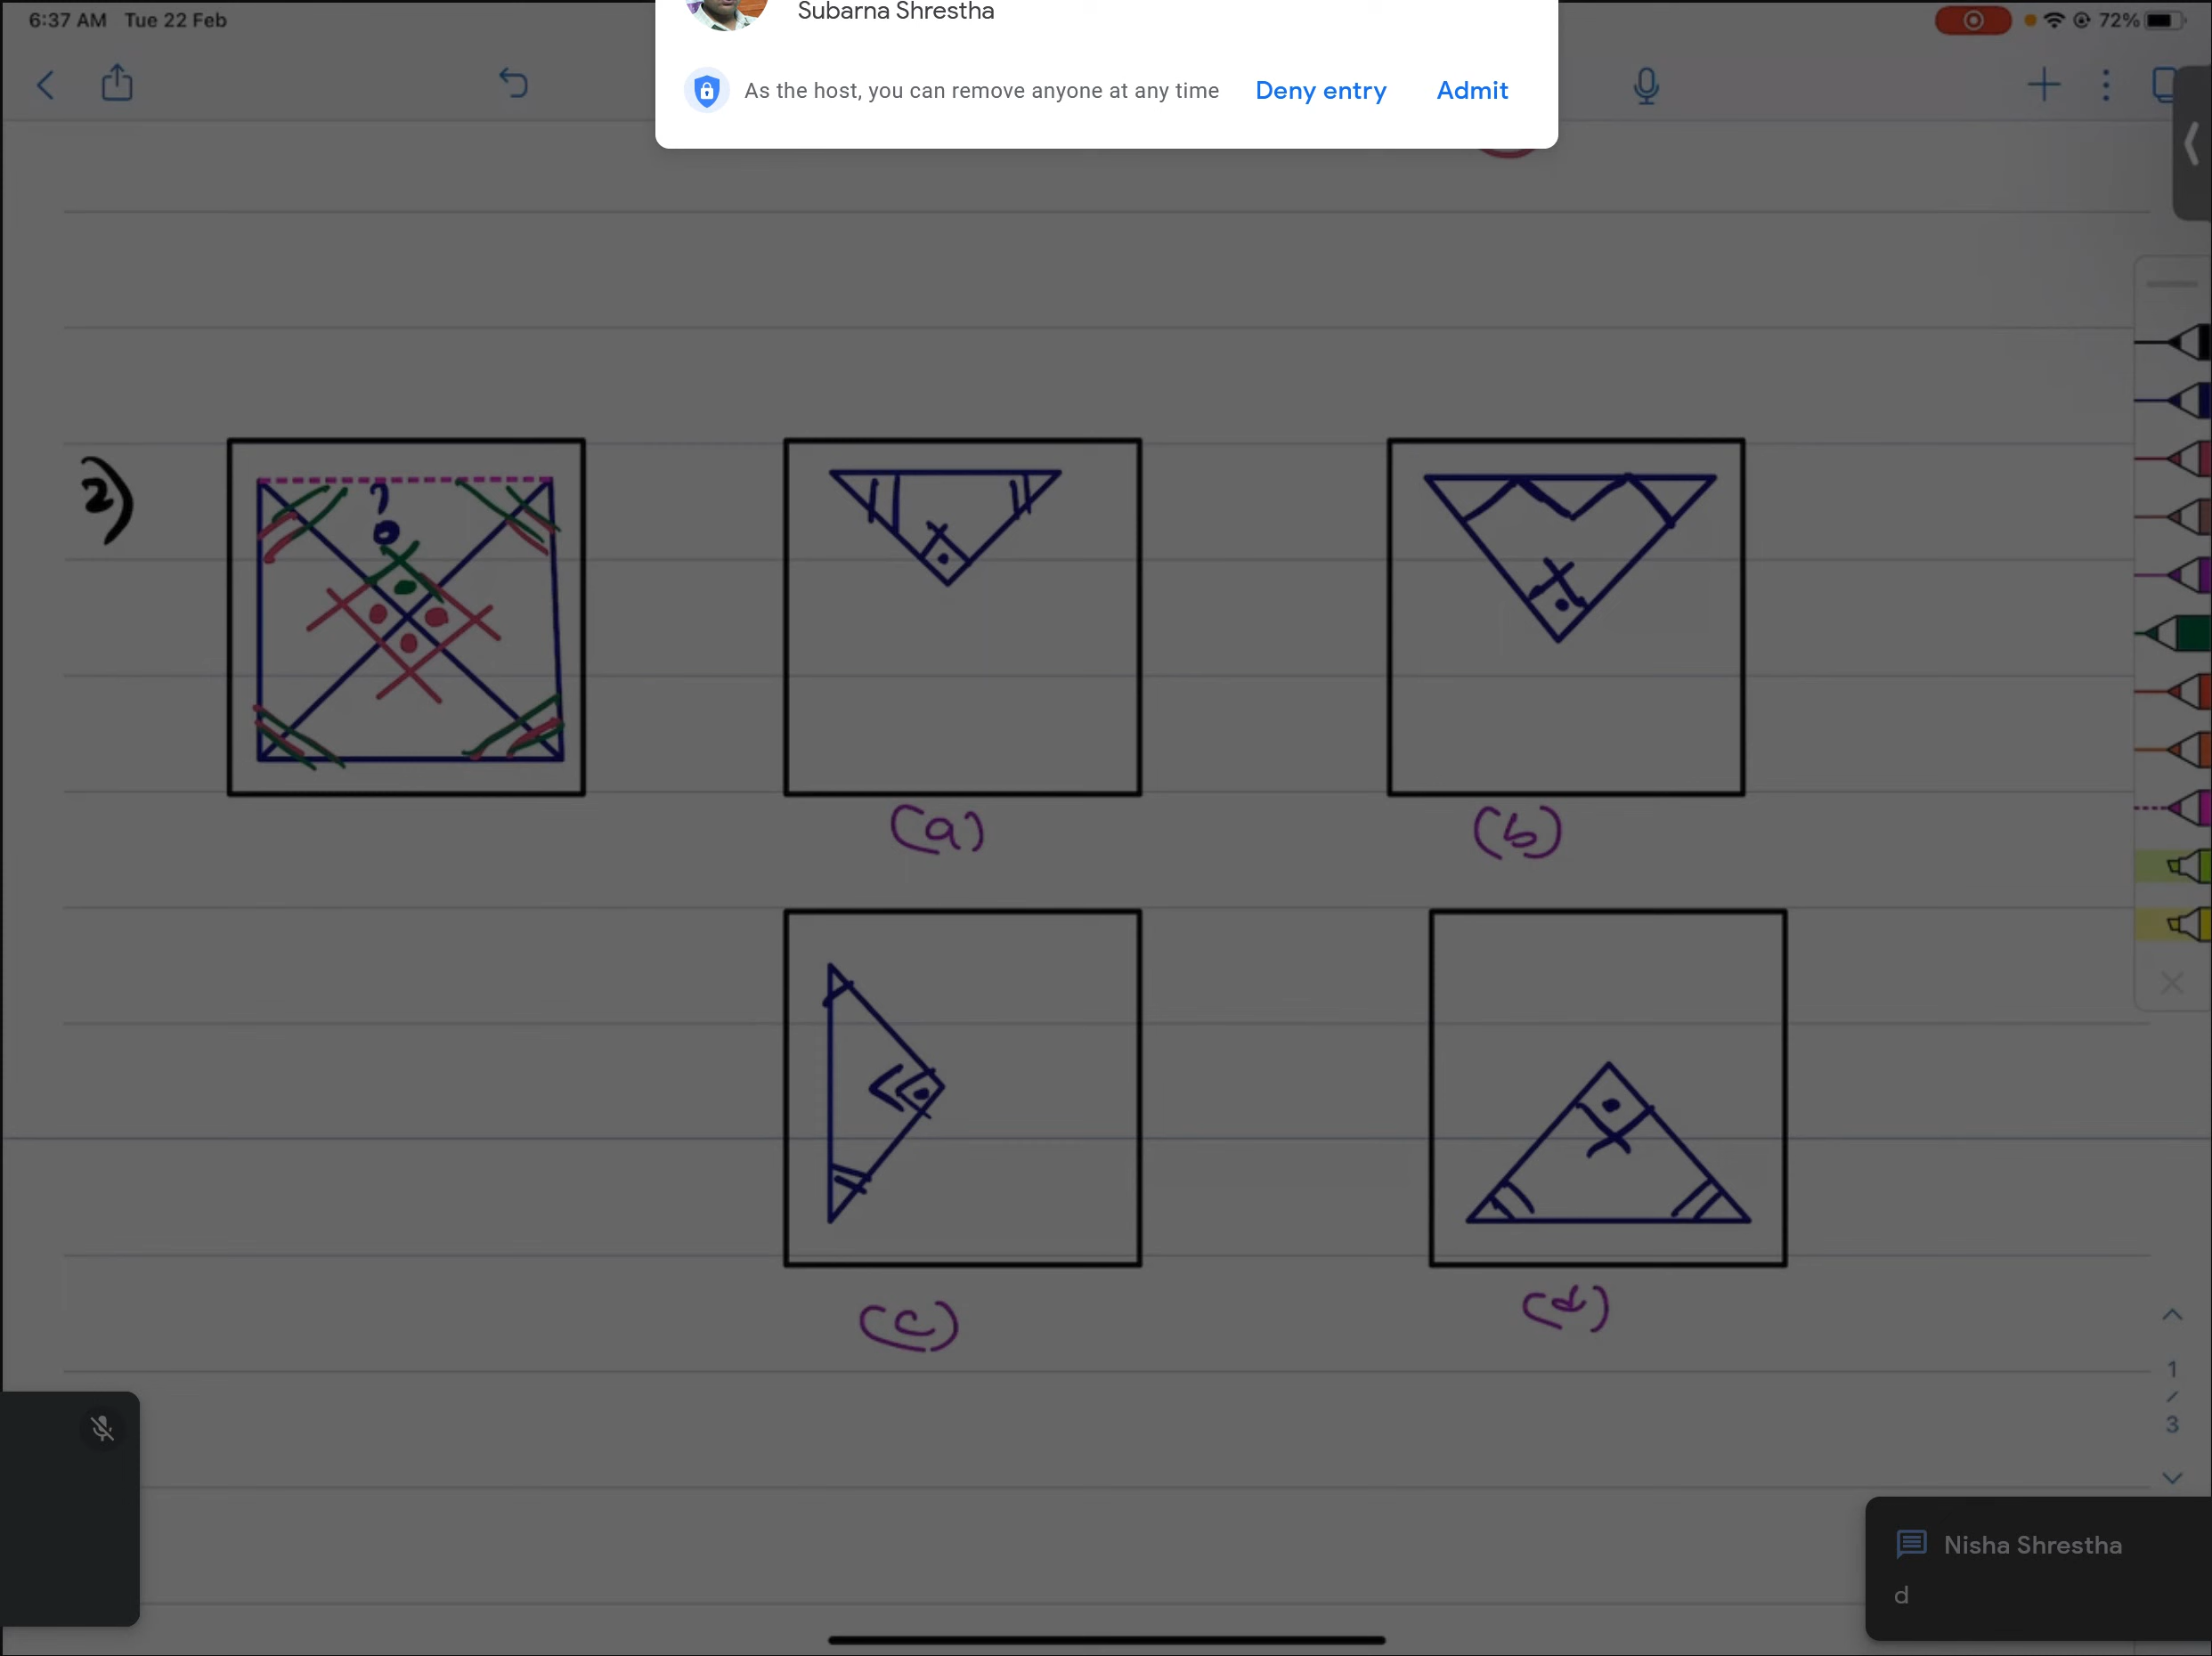 6:37 AM Tue 22 Feb
72%
Subarna Shrestha
As the host, you can remove anyone at any time
Deny entry
Admit
2)
?
(a)
(b)
(c)
(d)
1
/
3
Nisha Shrestha
d